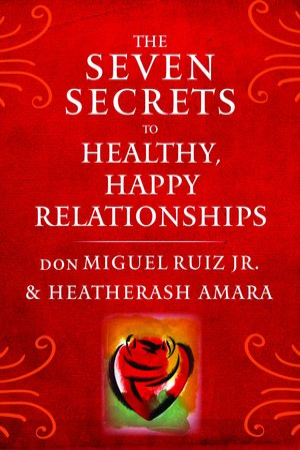 THE
SEVEN
SECRETS
TO
HEALTHY,
HAPPY
RELATIONSHIPS
DON MIGUEL RUIZ JR.
& HEATHERASH AMARA